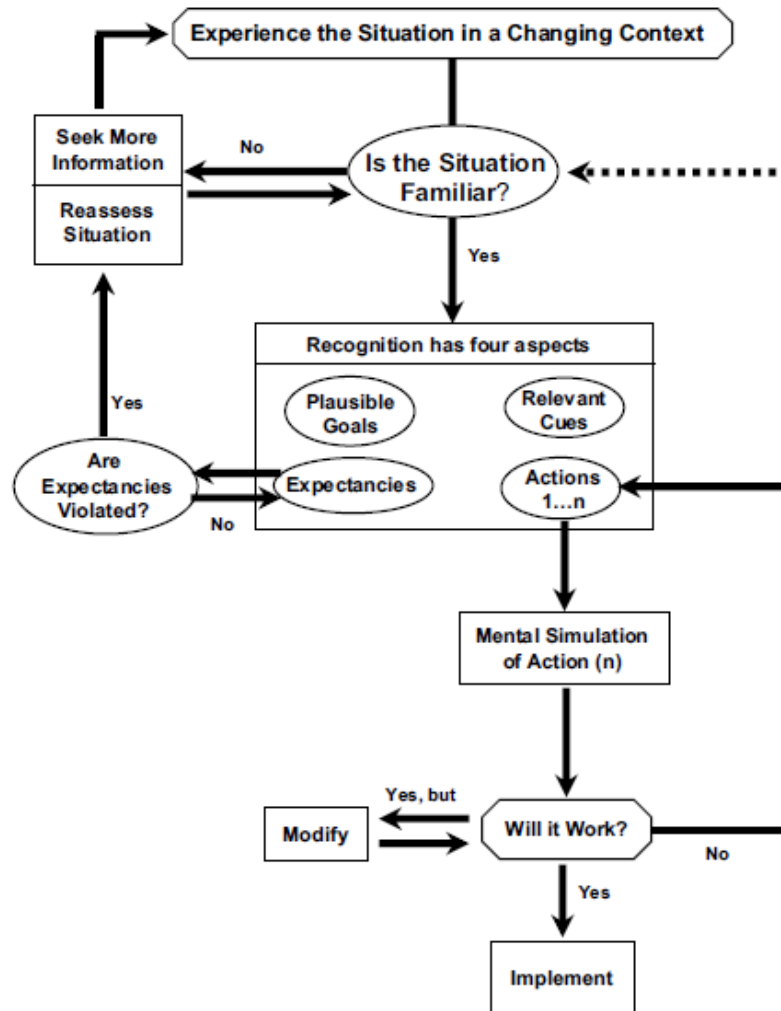 Experience the Situation in a Changing Context
Seek More
Information
No
Is the Situation
Familiar?
Reassess
Situation
Yes
Recognition has four aspects
Plausible
Goals
Relevant
Cues
Yes
Are
Expectancies
Violated?
No
Expectancies
Actions
1...n
Mental Simulation
of Action (n)
Yes, but
Modify
Will it Work?
No
Yes
Implement